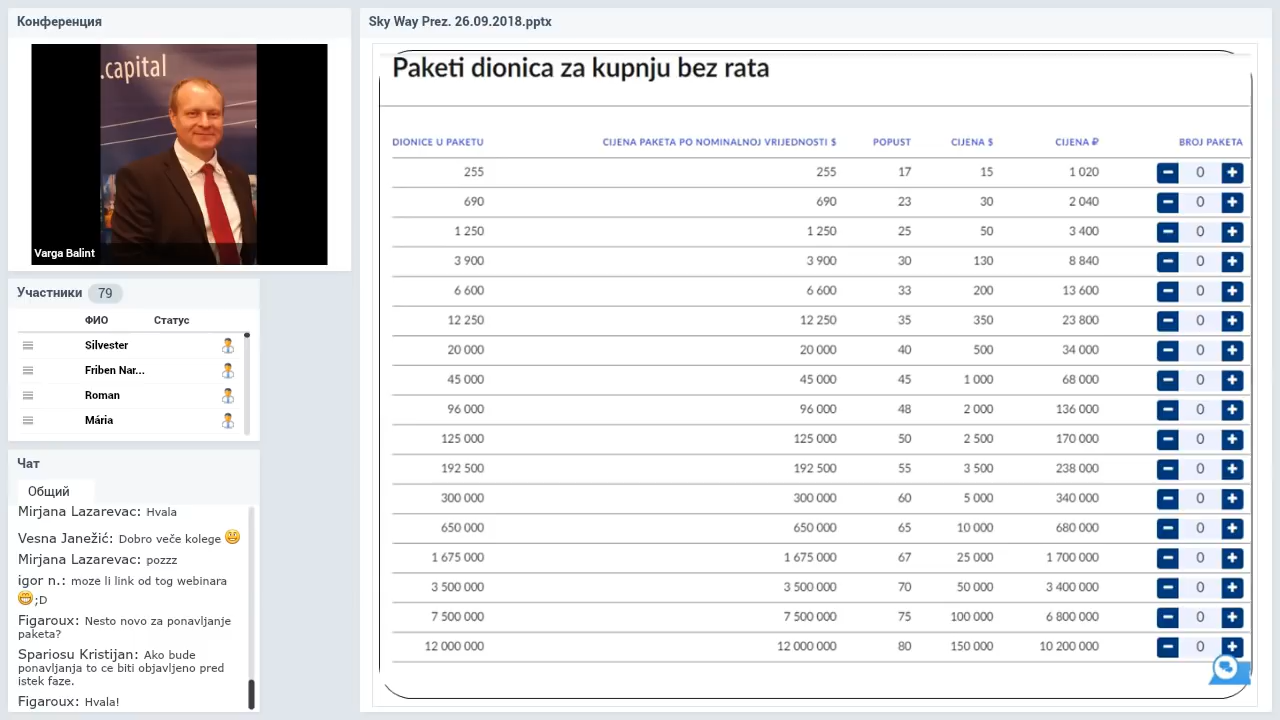 Конференция
.capital
Varga Balint
Участники 79
ФИО Статус
Silvester
Friben Nar...
Roman
Mária
Чат
Общий
Mirjana Lazarevac: Hvala
Vesna Janežić: Dobro veče kolege
Mirjana Lazarevac: pozzz
igor n.: moze li link od tog webinara
;D
Figaroux: Nesto novo za ponavljanje
paketa?
Spariosu Kristijan: Ako bude
ponavljanja to ce biti objavljeno pred
istek faze.
Figaroux: Hvala!
Sky Way Prez. 26.09.2018.pptx
Paketi dionica za kupnju bez rata
DIONICE U PAKETU CIJENA PAKETA PO NOMINALNOJ VRIJEDNOSTI $ POPUST CIJENA $ CIJENA ₽ BROJ PAKETA
255 255 17 15 1 020 − 0 +
690 690 23 30 2 040 − 0 +
1 250 1 250 25 50 3 400 − 0 +
3 900 3 900 30 130 8 840 − 0 +
6 600 6 600 33 200 13 600 − 0 +
12 250 12 250 35 350 23 800 − 0 +
20 000 20 000 40 500 34 000 − 0 +
45 000 45 000 45 1 000 68 000 − 0 +
96 000 96 000 48 2 000 136 000 − 0 +
125 000 125 000 50 2 500 170 000 − 0 +
192 500 192 500 55 3 500 238 000 − 0 +
300 000 300 000 60 5 000 340 000 − 0 +
650 000 650 000 65 10 000 680 000 − 0 +
1 675 000 1 675 000 67 25 000 1 700 000 − 0 +
3 500 000 3 500 000 70 50 000 3 400 000 − 0 +
7 500 000 7 500 000 75 100 000 6 800 000 − 0 +
12 000 000 12 000 000 80 150 000 10 200 000 − 0 +